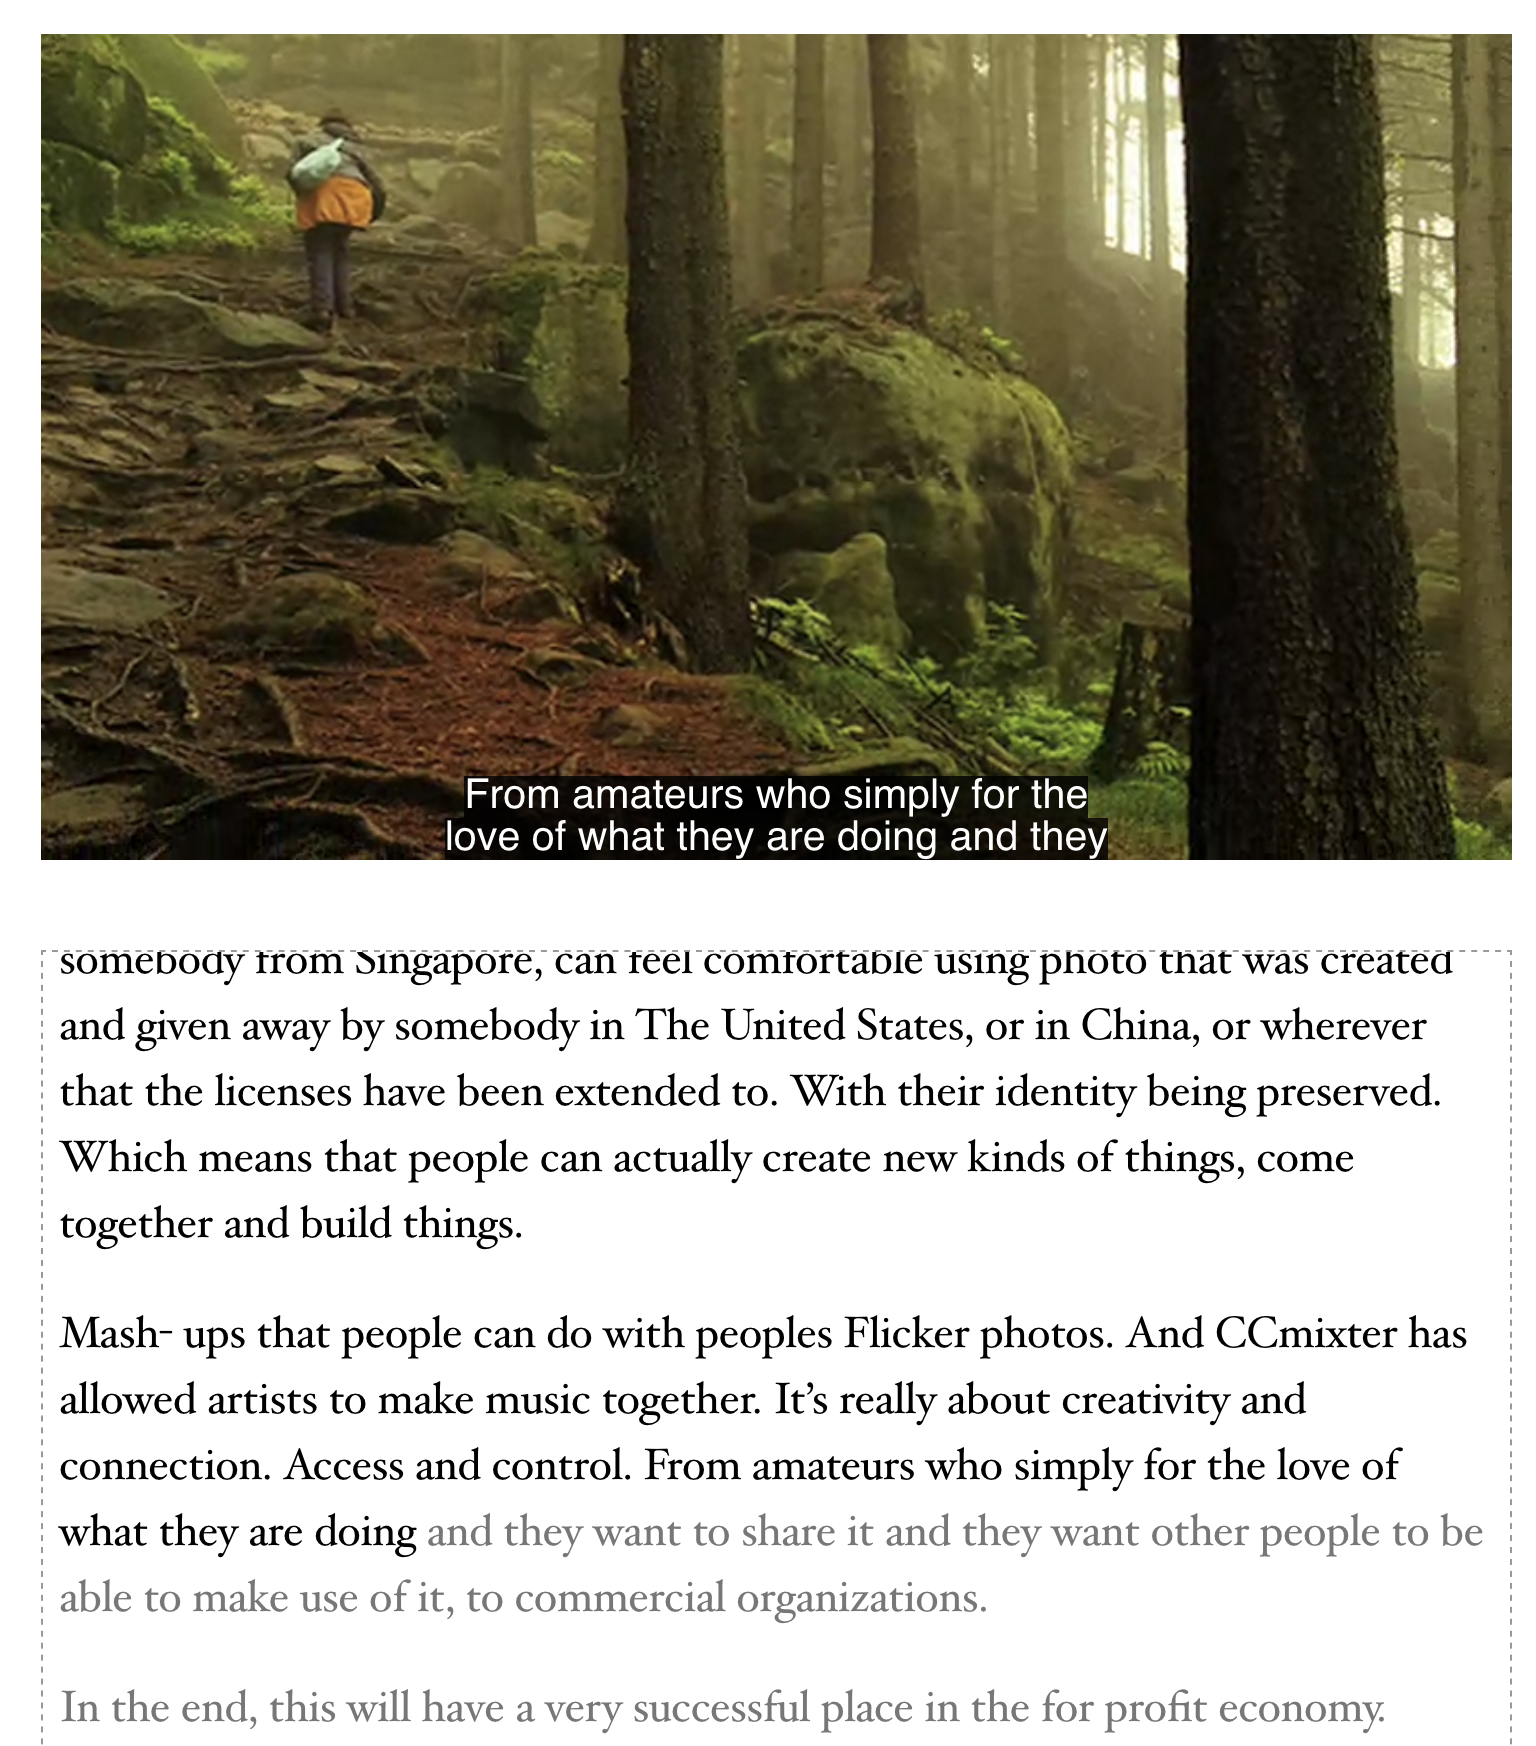 From amateurs who simply for the
love of what they are doing and they
somebody from Singapore, can feel comfortable using photo that was created
and given away by somebody in The United States, or in China, or wherever
that the licenses have been extended to. With their identity being preserved.
Which means that people can actually create new kinds of things, come
together and build things.
Mash- ups that people can do with peoples Flicker photos. And CCmixter has
allowed artists to make music together. It’s really about creativity and
connection. Access and control. From amateurs who simply for the love of
what they are doing and they want to share it and they want other people to be
able to make use of it, to commercial organizations.
In the end, this will have a very successful place in the for profit economy.